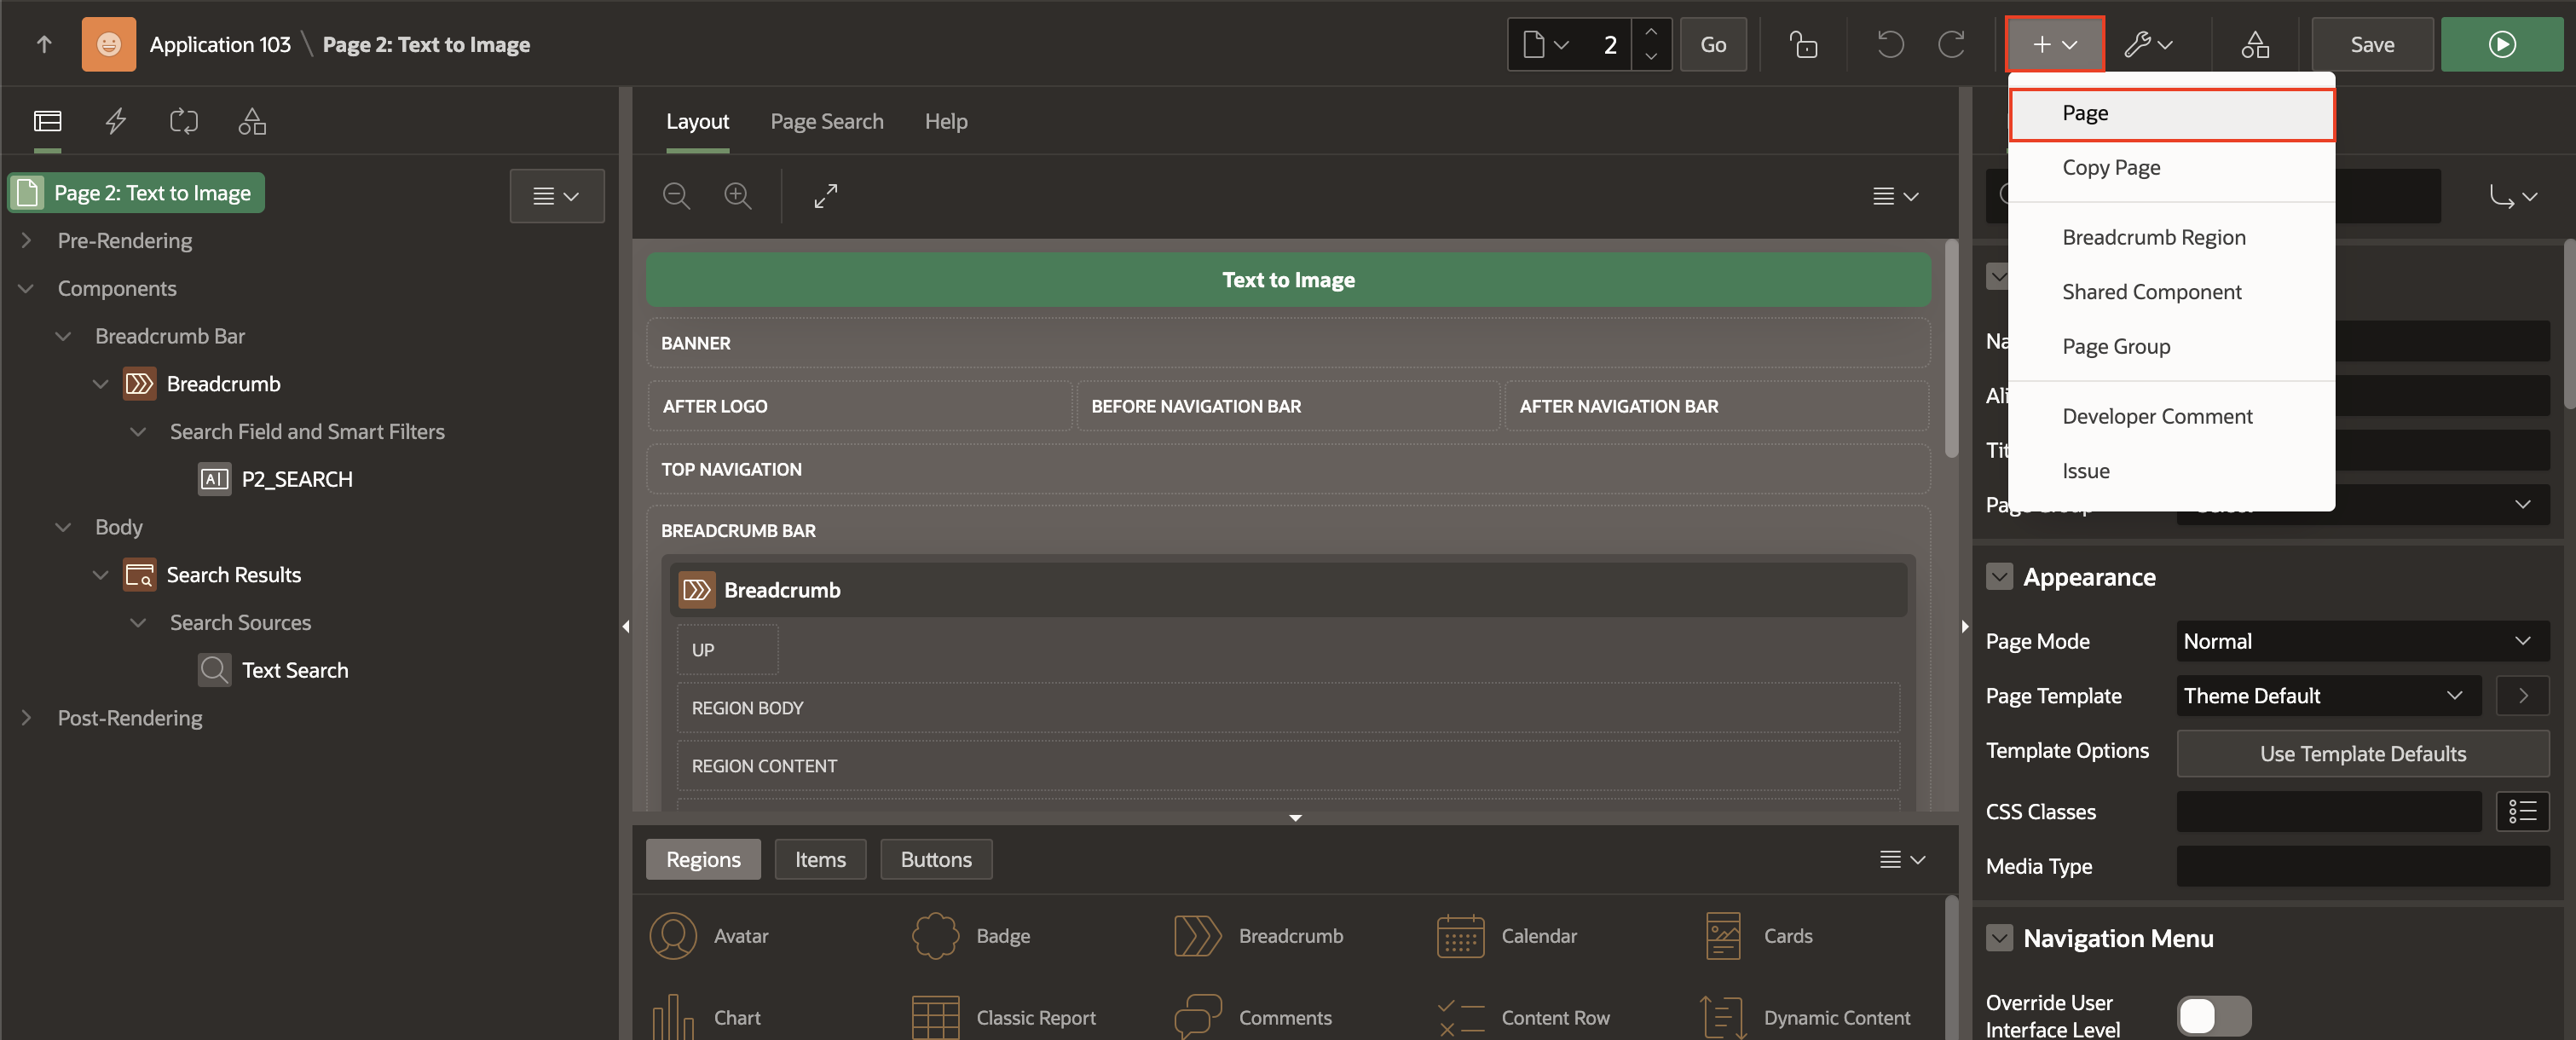 Application 103 \ Page 2: Text to Image
2
Go
Save
Page
Copy Page
Breadcrumb Region
Shared Component
Page Group
Developer Comment
Issue
Page 2: Text to Image
Pre-Rendering
Components
Breadcrumb Bar
Breadcrumb
Search Field and Smart Filters
P2_SEARCH
Body
Search Results
Search Sources
Text Search
Post-Rendering
Layout
Page Search
Help
Text to Image
BANNER
AFTER LOGO
BEFORE NAVIGATION BAR
AFTER NAVIGATION BAR
TOP NAVIGATION
BREADCRUMB BAR
Breadcrumb
UP
REGION BODY
REGION CONTENT
Regions
Items
Buttons
Avatar
Badge
Breadcrumb
Calendar
Cards
Chart
Classic Report
Comments
Content Row
Dynamic Content
Na
Ali
Tit
Appearance
Page Mode
Normal
Page Template
Theme Default
Template Options
Use Template Defaults
CSS Classes
Media Type
Navigation Menu
Override User
Interface Level